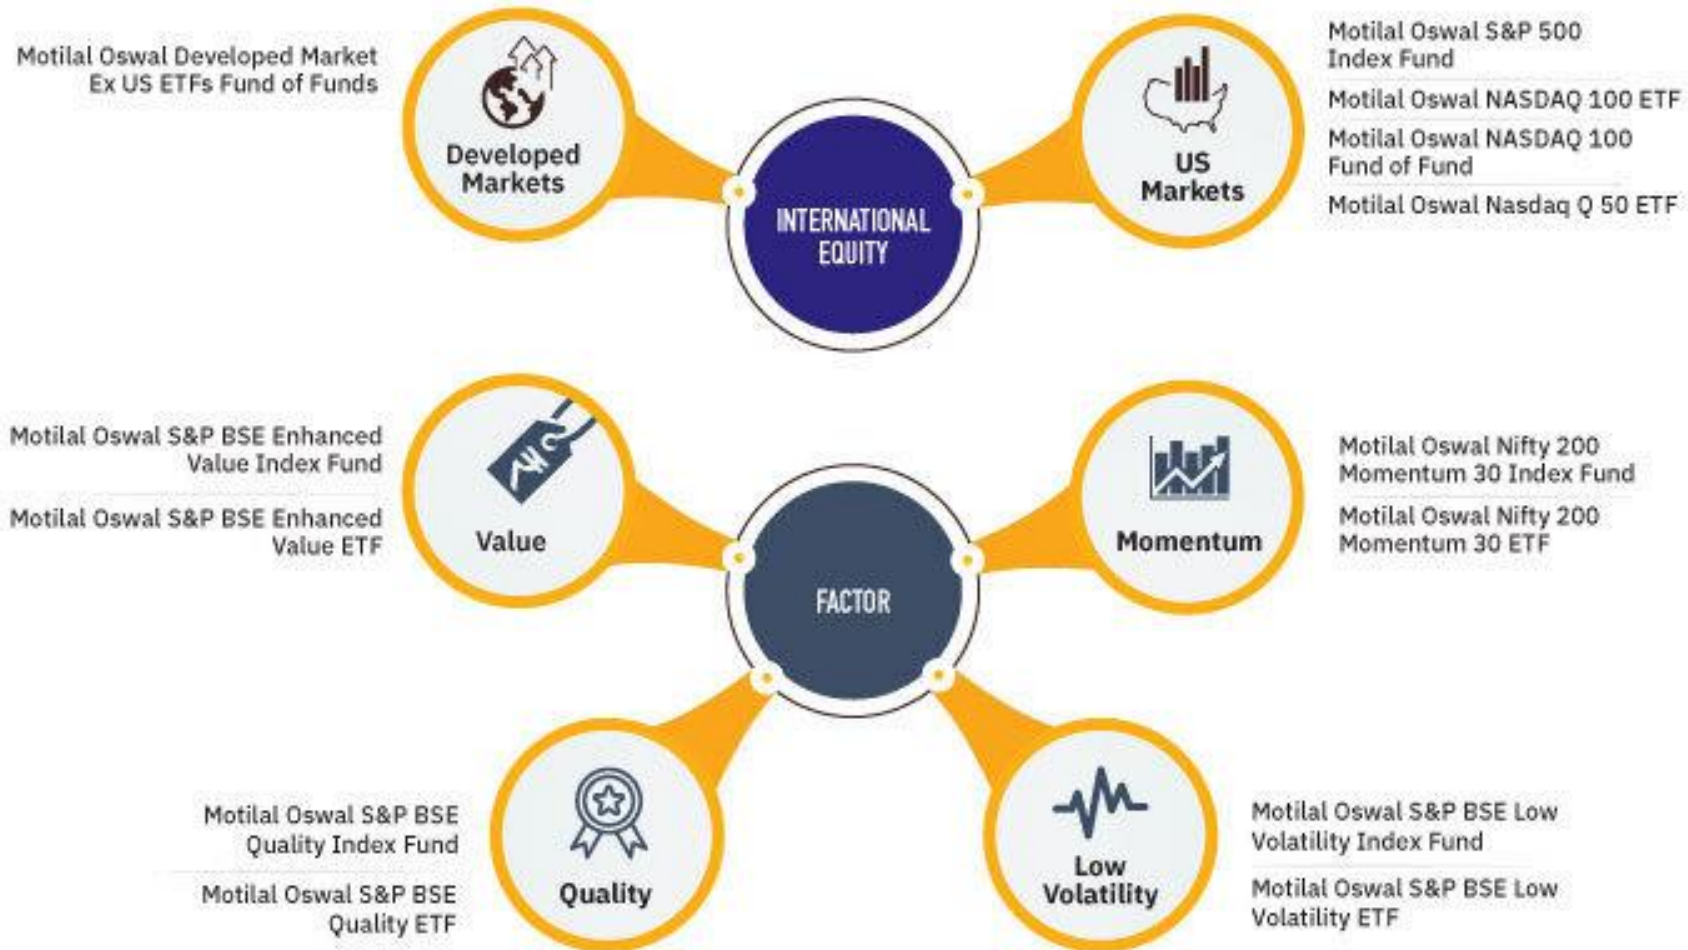 Motilal Oswal Developed Market
Ex US ETFs Fund of Funds
Developed
Markets
INTERNATIONAL
EQUITY
US
Markets
Motilal Oswal S&P 500
Index Fund
Motilal Oswal NASDAQ 100 ETF
Motilal Oswal NASDAQ 100
Fund of Fund
Motilal Oswal Nasdaq Q 50 ETF
Motilal Oswal S&P BSE Enhanced
Value Index Fund
Motilal Oswal S&P BSE Enhanced
Value ETF
Value
FACTOR
Momentum
Motilal Oswal Nifty 200
Momentum 30 Index Fund
Motilal Oswal Nifty 200
Momentum 30 ETF
Motilal Oswal S&P BSE
Quality Index Fund
Motilal Oswal S&P BSE
Quality ETF
Quality
Low
Volatility
Motilal Oswal S&P BSE Low
Volatility Index Fund
Motilal Oswal S&P BSE Low
Volatility ETF